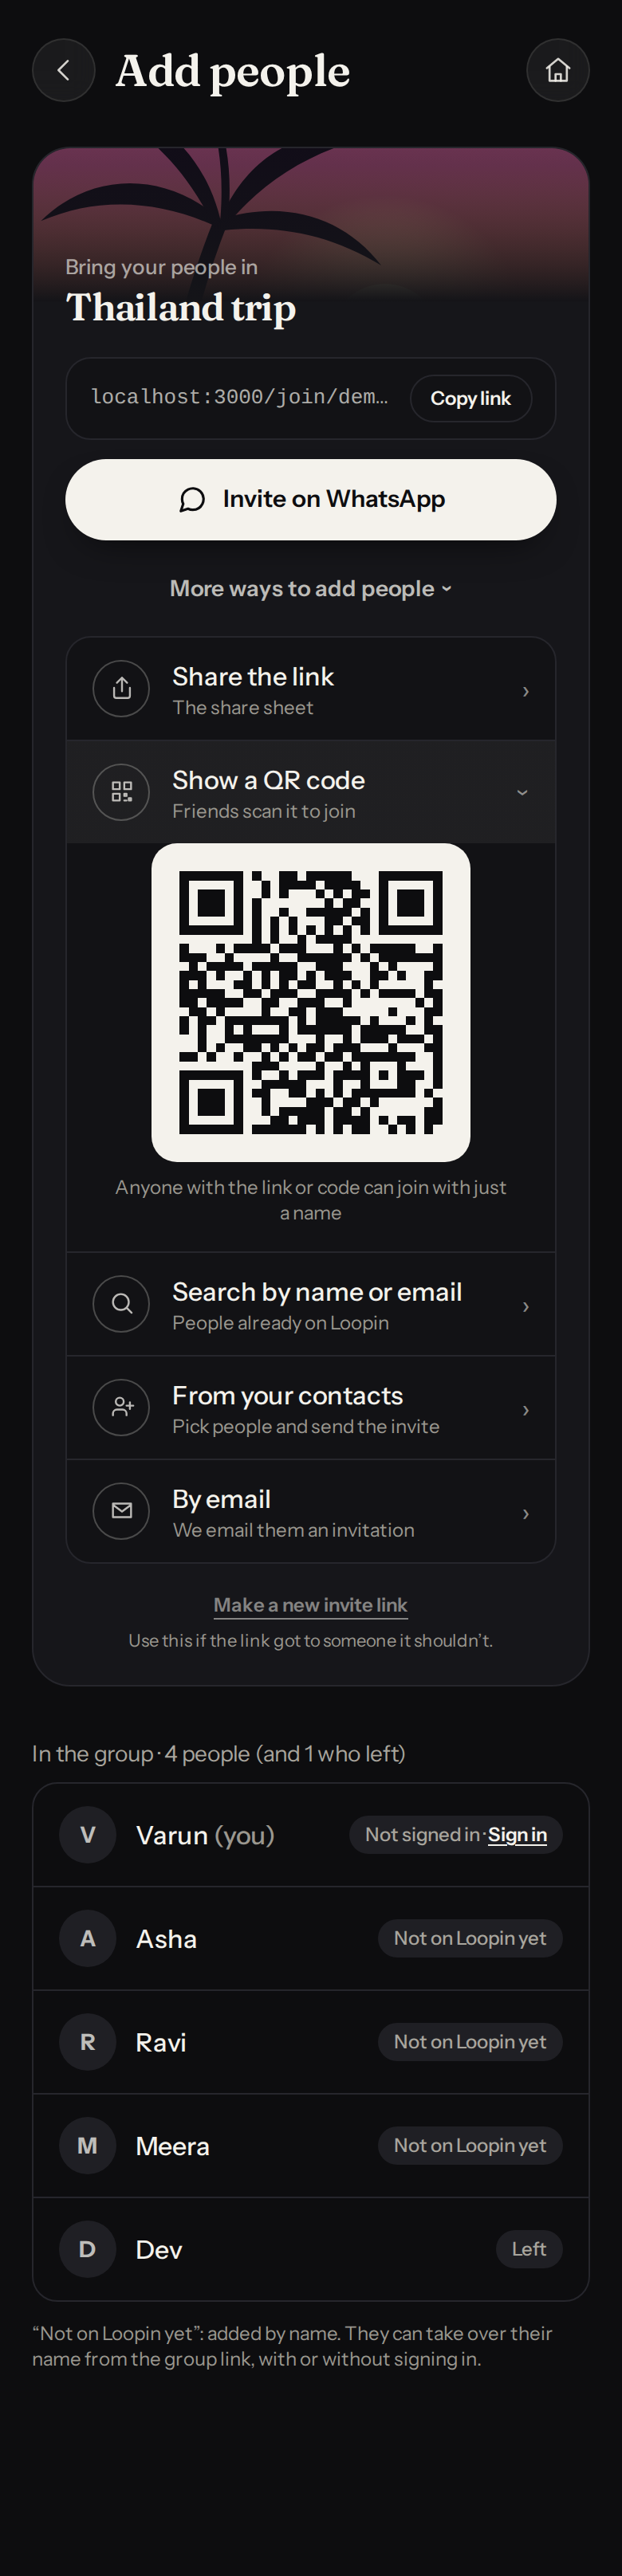 Add people
Bring your people in
Thailand trip
localhost:3000/join/dem…
Copy link
Invite on WhatsApp
More ways to add people
Share the link
The share sheet
Show a QR code
Friends scan it to join
Anyone with the link or code can join with just
a name
Search by name or email
People already on Loopin
From your contacts
Pick people and send the invite
By email
We email them an invitation
Make a new invite link
Use this if the link got to someone it shouldn’t.
In the group · 4 people (and 1 who left)
V
Varun (you)
Not signed in · Sign in
A
Asha
Not on Loopin yet
R
Ravi
Not on Loopin yet
M
Meera
Not on Loopin yet
D
Dev
Left
“Not on Loopin yet”: added by name. They can take over their
name from the group link, with or without signing in.